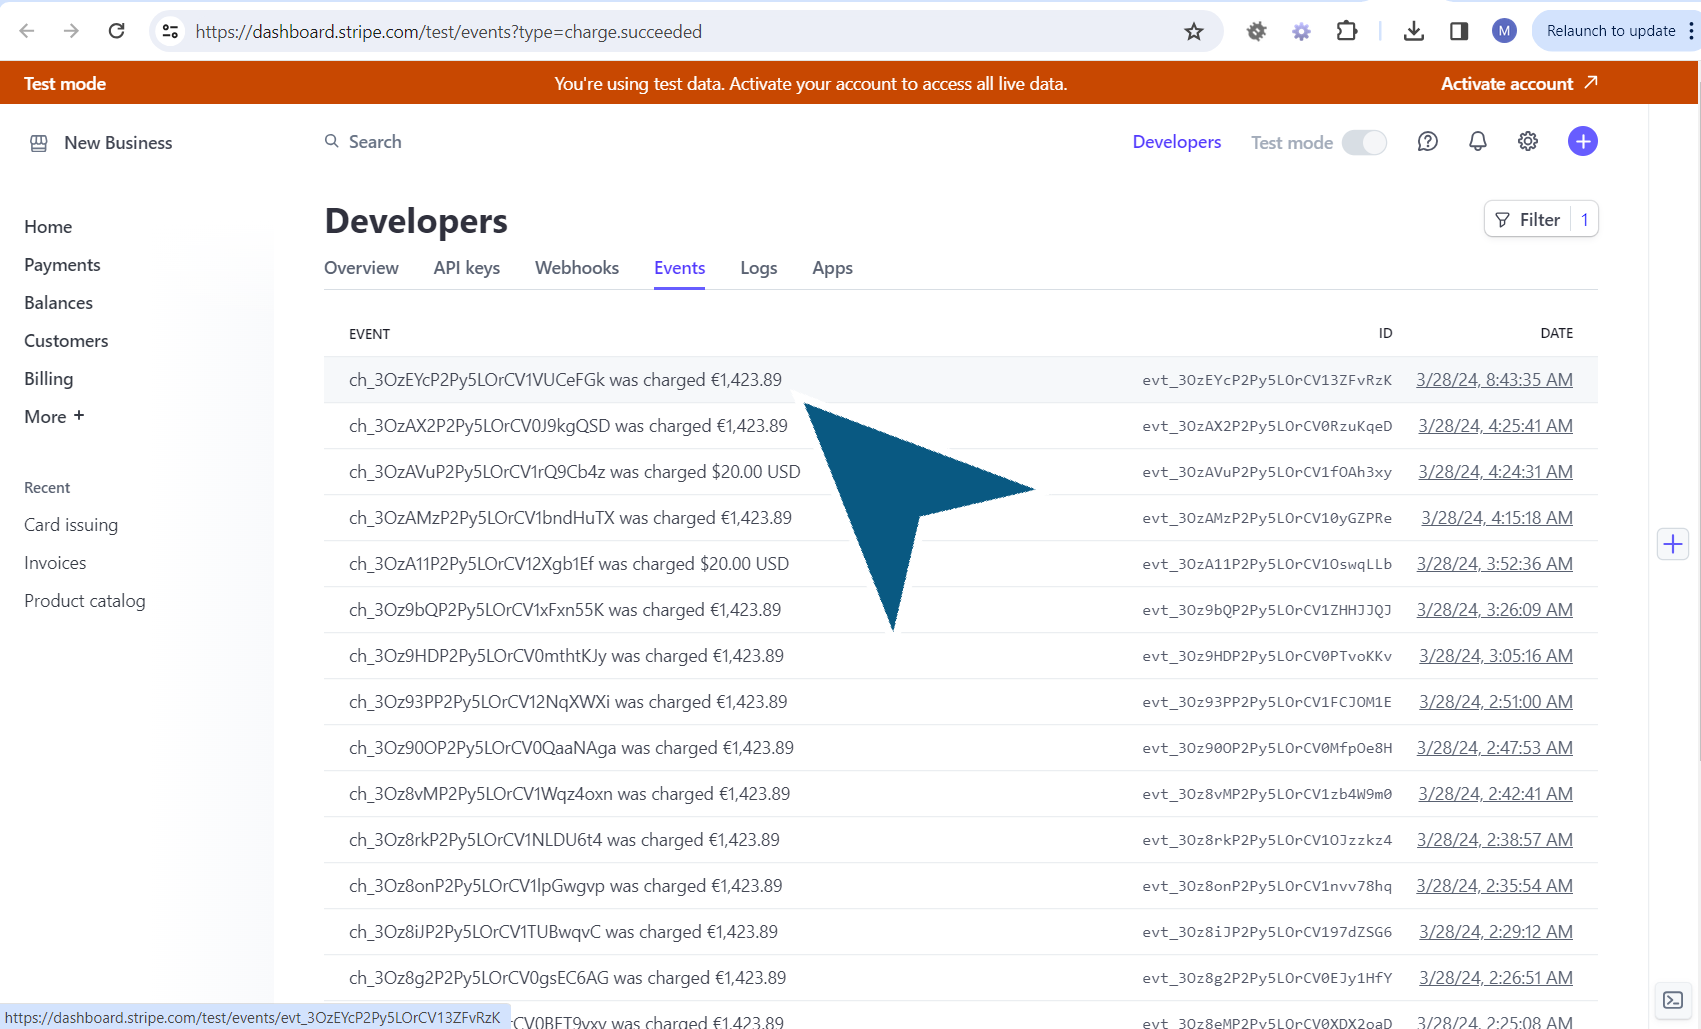 https://dashboard.stripe.com/test/events?type=charge.succeeded
M
Relaunch to update
Test mode
You're using test data. Activate your account to access all live data.
Activate account
New Business
Search
Developers
Test mode
Home
Payments
Balances
Customers
Billing
More +
Recent
Card issuing
Invoices
Product catalog
Developers
Filter 1
Overview API keys Webhooks Events Logs Apps
EVENT ID DATE
ch_3OzEYcP2Py5LOrCV1VUCeFGk was charged €1,423.89 evt_3OzEYcP2Py5LOrCV13ZFvRzK 3/28/24, 8:43:35 AM
ch_3OzAX2P2Py5LOrCV0J9kgQSD was charged €1,423.89 evt_3OzAX2P2Py5LOrCV0RzuKqeD 3/28/24, 4:25:41 AM
ch_3OzAVuP2Py5LOrCV1rQ9Cb4z was charged $20.00 USD evt_3OzAVuP2Py5LOrCV1fOAh3xy 3/28/24, 4:24:31 AM
ch_3OzAMzP2Py5LOrCV1bndHuTX was charged €1,423.89 evt_3OzAMzP2Py5LOrCV10yGZPRe 3/28/24, 4:15:18 AM
ch_3OzA11P2Py5LOrCV12Xgb1Ef was charged $20.00 USD evt_3OzA11P2Py5LOrCV1OswqLLb 3/28/24, 3:52:36 AM
ch_3Oz9bQP2Py5LOrCV1xFxn55K was charged €1,423.89 evt_3Oz9bQP2Py5LOrCV1ZHHJJQJ 3/28/24, 3:26:09 AM
ch_3Oz9HDP2Py5LOrCV0mthtKJy was charged €1,423.89 evt_3Oz9HDP2Py5LOrCV0PTvoKKv 3/28/24, 3:05:16 AM
ch_3Oz93PP2Py5LOrCV12NqXWXi was charged €1,423.89 evt_3Oz93PP2Py5LOrCV1FCJOM1E 3/28/24, 2:51:00 AM
ch_3Oz90OP2Py5LOrCV0QaaNAga was charged €1,423.89 evt_3Oz90OP2Py5LOrCV0MfpOe8H 3/28/24, 2:47:53 AM
ch_3Oz8vMP2Py5LOrCV1Wqz4oxn was charged €1,423.89 evt_3Oz8vMP2Py5LOrCV1zb4W9m0 3/28/24, 2:42:41 AM
ch_3Oz8rkP2Py5LOrCV1NLDU6t4 was charged €1,423.89 evt_3Oz8rkP2Py5LOrCV1OJzzkz4 3/28/24, 2:38:57 AM
ch_3Oz8onP2Py5LOrCV1lpGwgvp was charged €1,423.89 evt_3Oz8onP2Py5LOrCV1nvv78hq 3/28/24, 2:35:54 AM
ch_3Oz8iJP2Py5LOrCV1TUBwqvC was charged €1,423.89 evt_3Oz8iJP2Py5LOrCV197dZSG6 3/28/24, 2:29:12 AM
ch_3Oz8g2P2Py5LOrCV0gsEC6AG was charged €1,423.89 evt_3Oz8g2P2Py5LOrCV0EJy1HfY 3/28/24, 2:26:51 AM
was charged €1,423.89 evt_3Oz8eMP2Py5LOrCV0XDX2oaD 3/28/24, 2:25:08 AM
https://dashboard.stripe.com/test/events/evt_3OzEYcP2Py5LOrCV13ZFvRzK